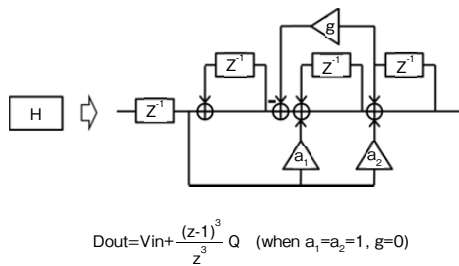 g
Z⁻¹
Z⁻¹
Z⁻¹
H
Z⁻¹
-
a₁
a₂
Dout=Vin+ (z-1)³ / z³ Q (when a₁=a₂=1, g=0)